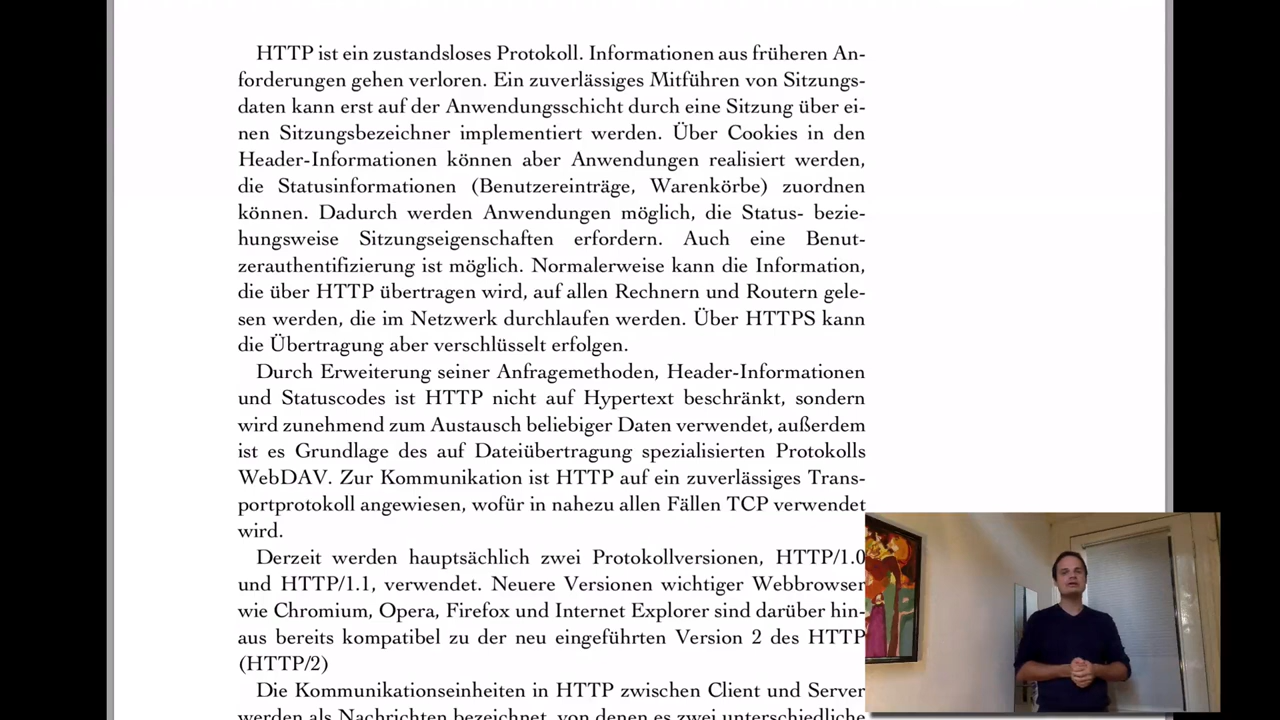 HTTP ist ein zustandsloses Protokoll. Informationen aus früheren An-
forderungen gehen verloren. Ein zuverlässiges Mitführen von Sitzungs-
daten kann erst auf der Anwendungsschicht durch eine Sitzung über ei-
nen Sitzungsbezeichner implementiert werden. Über Cookies in den
Header-Informationen können aber Anwendungen realisiert werden,
die Statusinformationen (Benutzereinträge, Warenkörbe) zuordnen
können. Dadurch werden Anwendungen möglich, die Status- bezie-
hungsweise Sitzungseigenschaften erfordern. Auch eine Benut-
zerauthentifizierung ist möglich. Normalerweise kann die Information,
die über HTTP übertragen wird, auf allen Rechnern und Routern gele-
sen werden, die im Netzwerk durchlaufen werden. Über HTTPS kann
die Übertragung aber verschlüsselt erfolgen.
Durch Erweiterung seiner Anfragemethoden, Header-Informationen
und Statuscodes ist HTTP nicht auf Hypertext beschränkt, sondern
wird zunehmend zum Austausch beliebiger Daten verwendet, außerdem
ist es Grundlage des auf Dateiübertragung spezialisierten Protokolls
WebDAV. Zur Kommunikation ist HTTP auf ein zuverlässiges Trans-
portprotokoll angewiesen, wofür in nahezu allen Fällen TCP verwendet
wird.
Derzeit werden hauptsächlich zwei Protokollversionen, HTTP/1.0
und HTTP/1.1, verwendet. Neuere Versionen wichtiger Webbrowser
wie Chromium, Opera, Firefox und Internet Explorer sind darüber hin-
aus bereits kompatibel zu der neu eingeführten Version 2 des HTTP
(HTTP/2)
Die Kommunikationseinheiten in HTTP zwischen Client und Server
werden als Nachrichten bezeichnet, von denen es zwei unterschiedliche